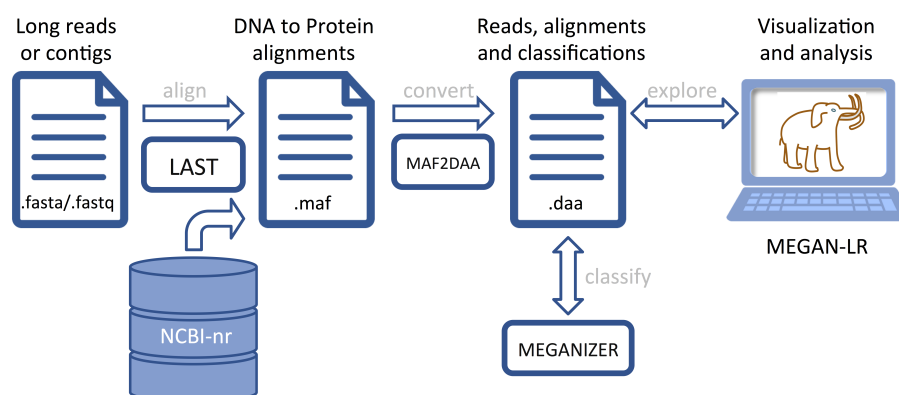 Long reads
or contigs
DNA to Protein
alignments
Reads, alignments
and classifications
Visualization
and analysis
align
convert
explore
LAST
MAF2DAA
.fasta/.fastq
.maf
.daa
MEGAN-LR
classify
NCBI-nr
MEGANIZER